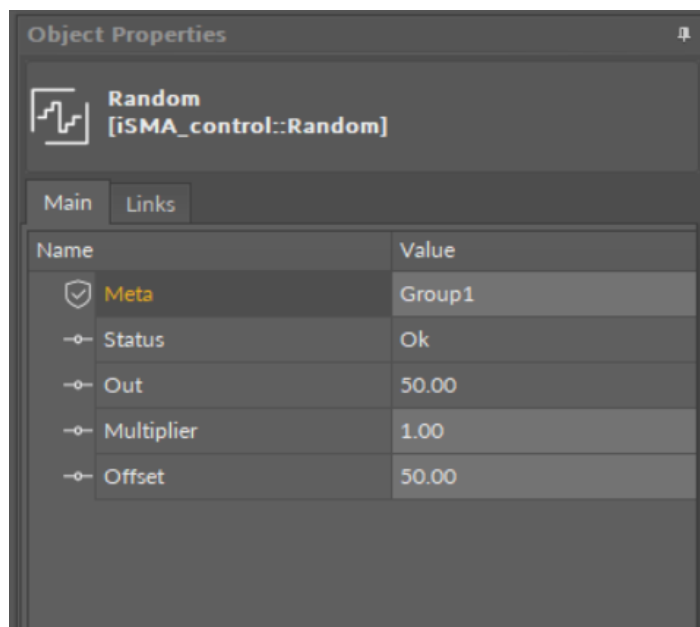 Object Properties
Random
[iSMA_control::Random]
Main Links
Name Value
Meta Group1
Status Ok
Out 50.00
Multiplier 1.00
Offset 50.00